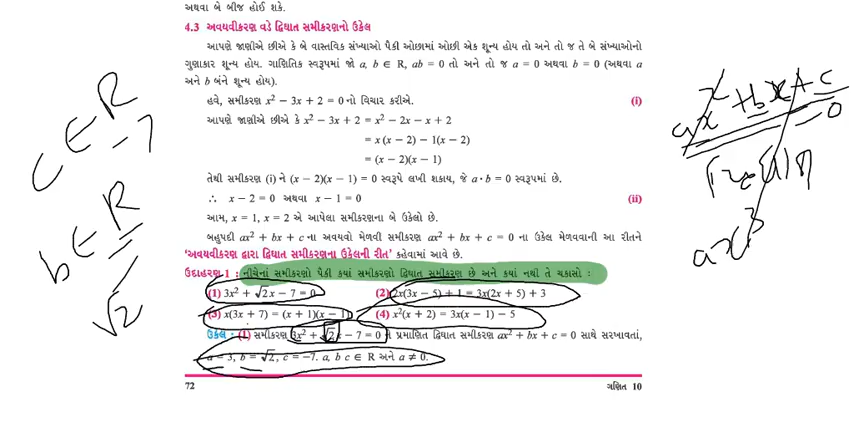 અથવા બે બીજ હોઈ શકે.
4.3 અવયવીકરણ વડે દ્વિઘાત સમીકરણનો ઉકેલ
આપણે જાણીએ છીએ કે બે વાસ્તવિક સંખ્યાઓ પૈકી ઓછામાં ઓછી એક શૂન્ય હોય તો અને તો જ તે બે સંખ્યાઓનો
ગુણાકાર શૂન્ય હોય. ગાણિતિક સ્વરૂપમાં જો a, b ∈ R, ab = 0 તો અને તો જ a = 0 અથવા b = 0 (અથવા a
અને b બંને શૂન્ય હોય).
હવે, સમીકરણ x² − 3x + 2 = 0 નો વિચાર કરીએ. (i)
આપણે જાણીએ છીએ કે x² − 3x + 2 = x² − 2x − x + 2
= x (x − 2) − 1(x − 2)
= (x − 2)(x − 1)
તેથી સમીકરણ (i) ને (x − 2)(x − 1) = 0 સ્વરૂપે લખી શકાય, જે a · b = 0 સ્વરૂપમાં છે.
∴ x − 2 = 0 અથવા x − 1 = 0 (ii)
આમ, x = 1, x = 2 એ આપેલા સમીકરણના બે ઉકેલો છે.
બહુપદી ax² + bx + c ના અવયવો મેળવી સમીકરણ ax² + bx + c = 0 ના ઉકેલ મેળવવાની આ રીતને
'અવયવીકરણ દ્વારા દ્વિઘાત સમીકરણના ઉકેલની રીત' કહેવામાં આવે છે.
ઉદાહરણ 1 : નીચેનાં સમીકરણો પૈકી કયાં સમીકરણો દ્વિઘાત સમીકરણ છે અને કયાં નથી તે ચકાસો :
(1) 3x² + √2x − 7 = 0 (2) 2x(3x − 5) + 1 = 3x(2x + 5) + 3
(3) x(3x + 7) = (x + 1)(x − 1) (4) x²(x + 2) = 3x(x − 1) − 5
ઉકેલ : (1) સમીકરણ 3x² + √2x − 7 = 0 ને પ્રમાણિત દ્વિઘાત સમીકરણ ax² + bx + c = 0 સાથે સરખાવતા,
a = 3, b = √2, c = −7. a, b c ∈ R અને a ≠ 0.
72 ગણિત 10
c ∈ R
−7
b ∈ R
√2
ax² + bx + c
0
ax³